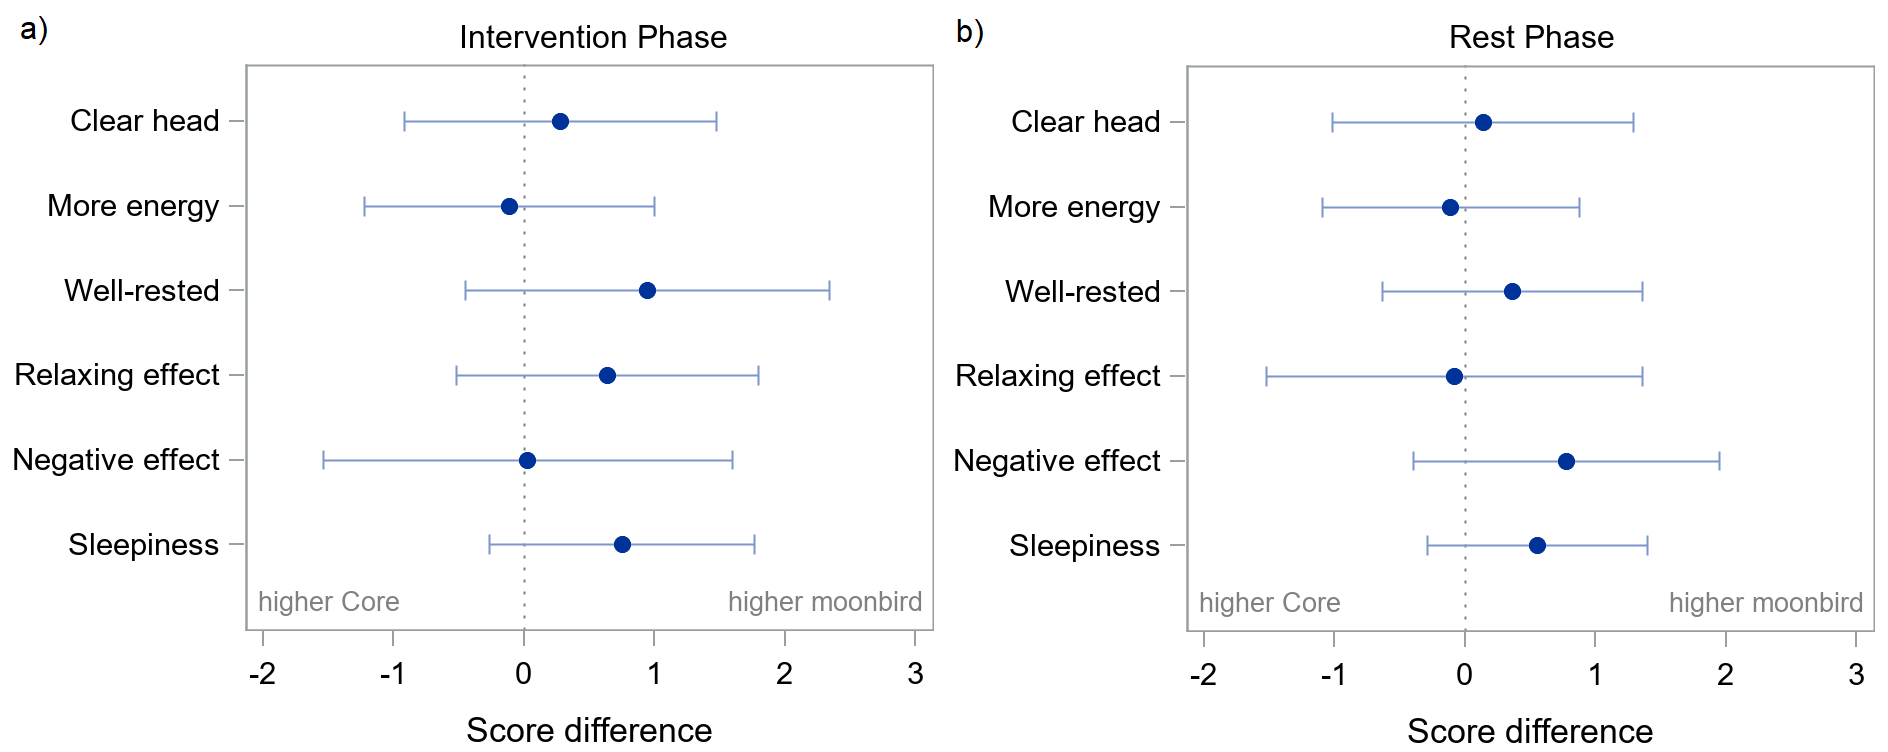 a)
Intervention Phase
Clear head
More energy
Well-rested
Relaxing effect
Negative effect
Sleepiness
higher Core
higher moonbird
-2 -1 0 1 2 3
Score difference
b)
Rest Phase
Clear head
More energy
Well-rested
Relaxing effect
Negative effect
Sleepiness
higher Core
higher moonbird
-2 -1 0 1 2 3
Score difference